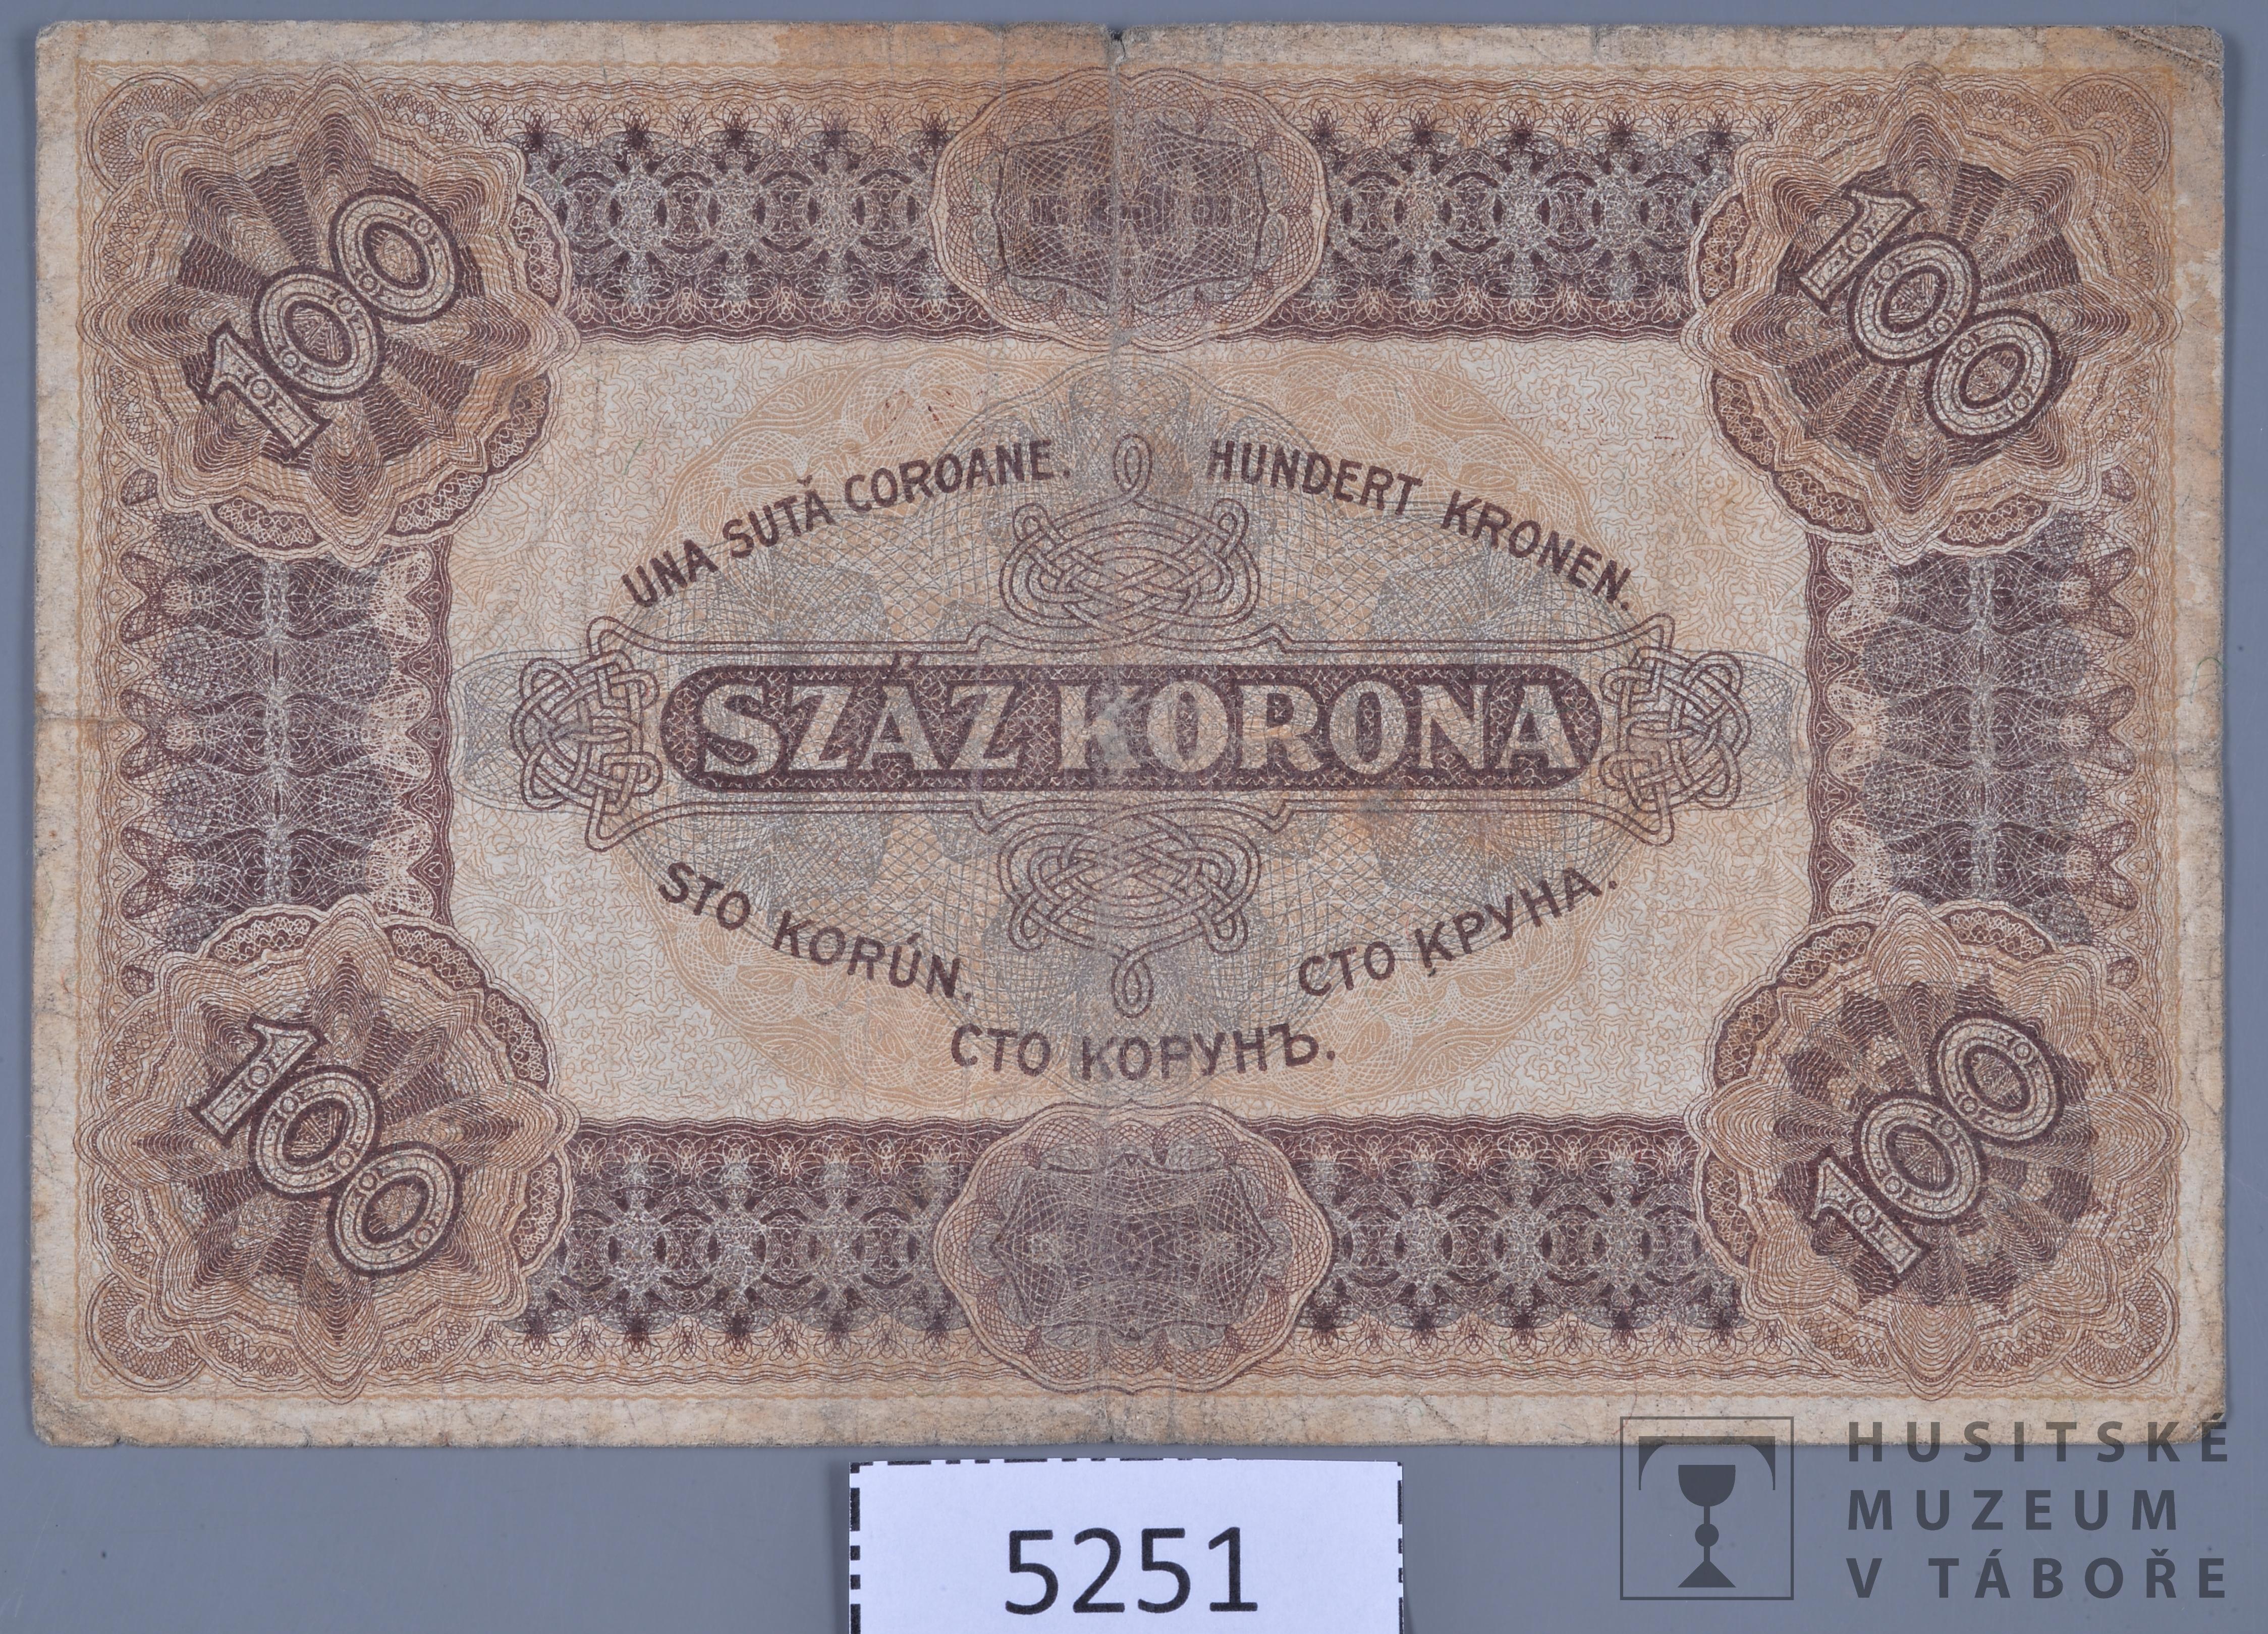 100
100
UNA SUTĂ COROANE.
HUNDERT KRONEN.
SZÁZ KORONA
STO KORÚN.
СТО КРУНА.
СТО КОРУНЪ.
100
100
5251
HUSITSKÉ
MUZEUM
V TÁBOŘE